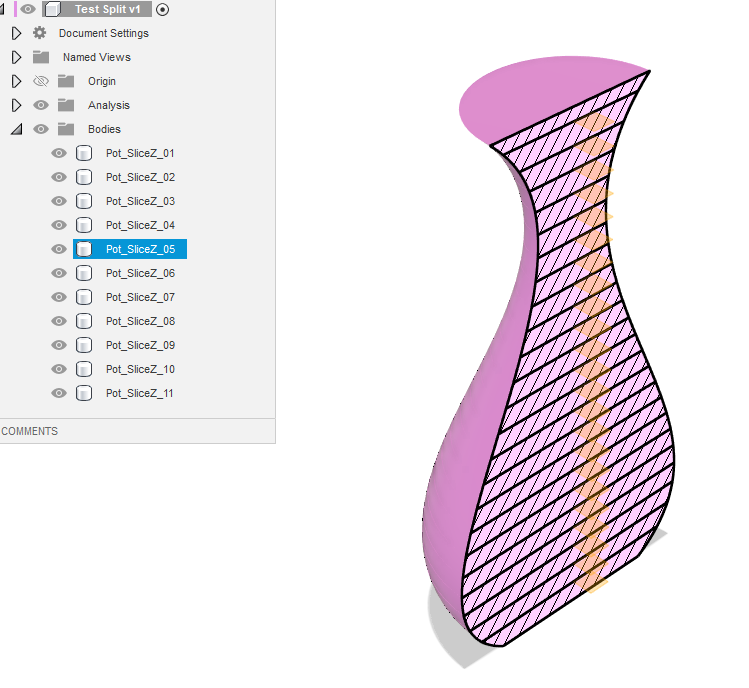 Test Split v1
Document Settings
Named Views
Origin
Analysis
Bodies
Pot_SliceZ_01
Pot_SliceZ_02
Pot_SliceZ_03
Pot_SliceZ_04
Pot_SliceZ_05
Pot_SliceZ_06
Pot_SliceZ_07
Pot_SliceZ_08
Pot_SliceZ_09
Pot_SliceZ_10
Pot_SliceZ_11
COMMENTS